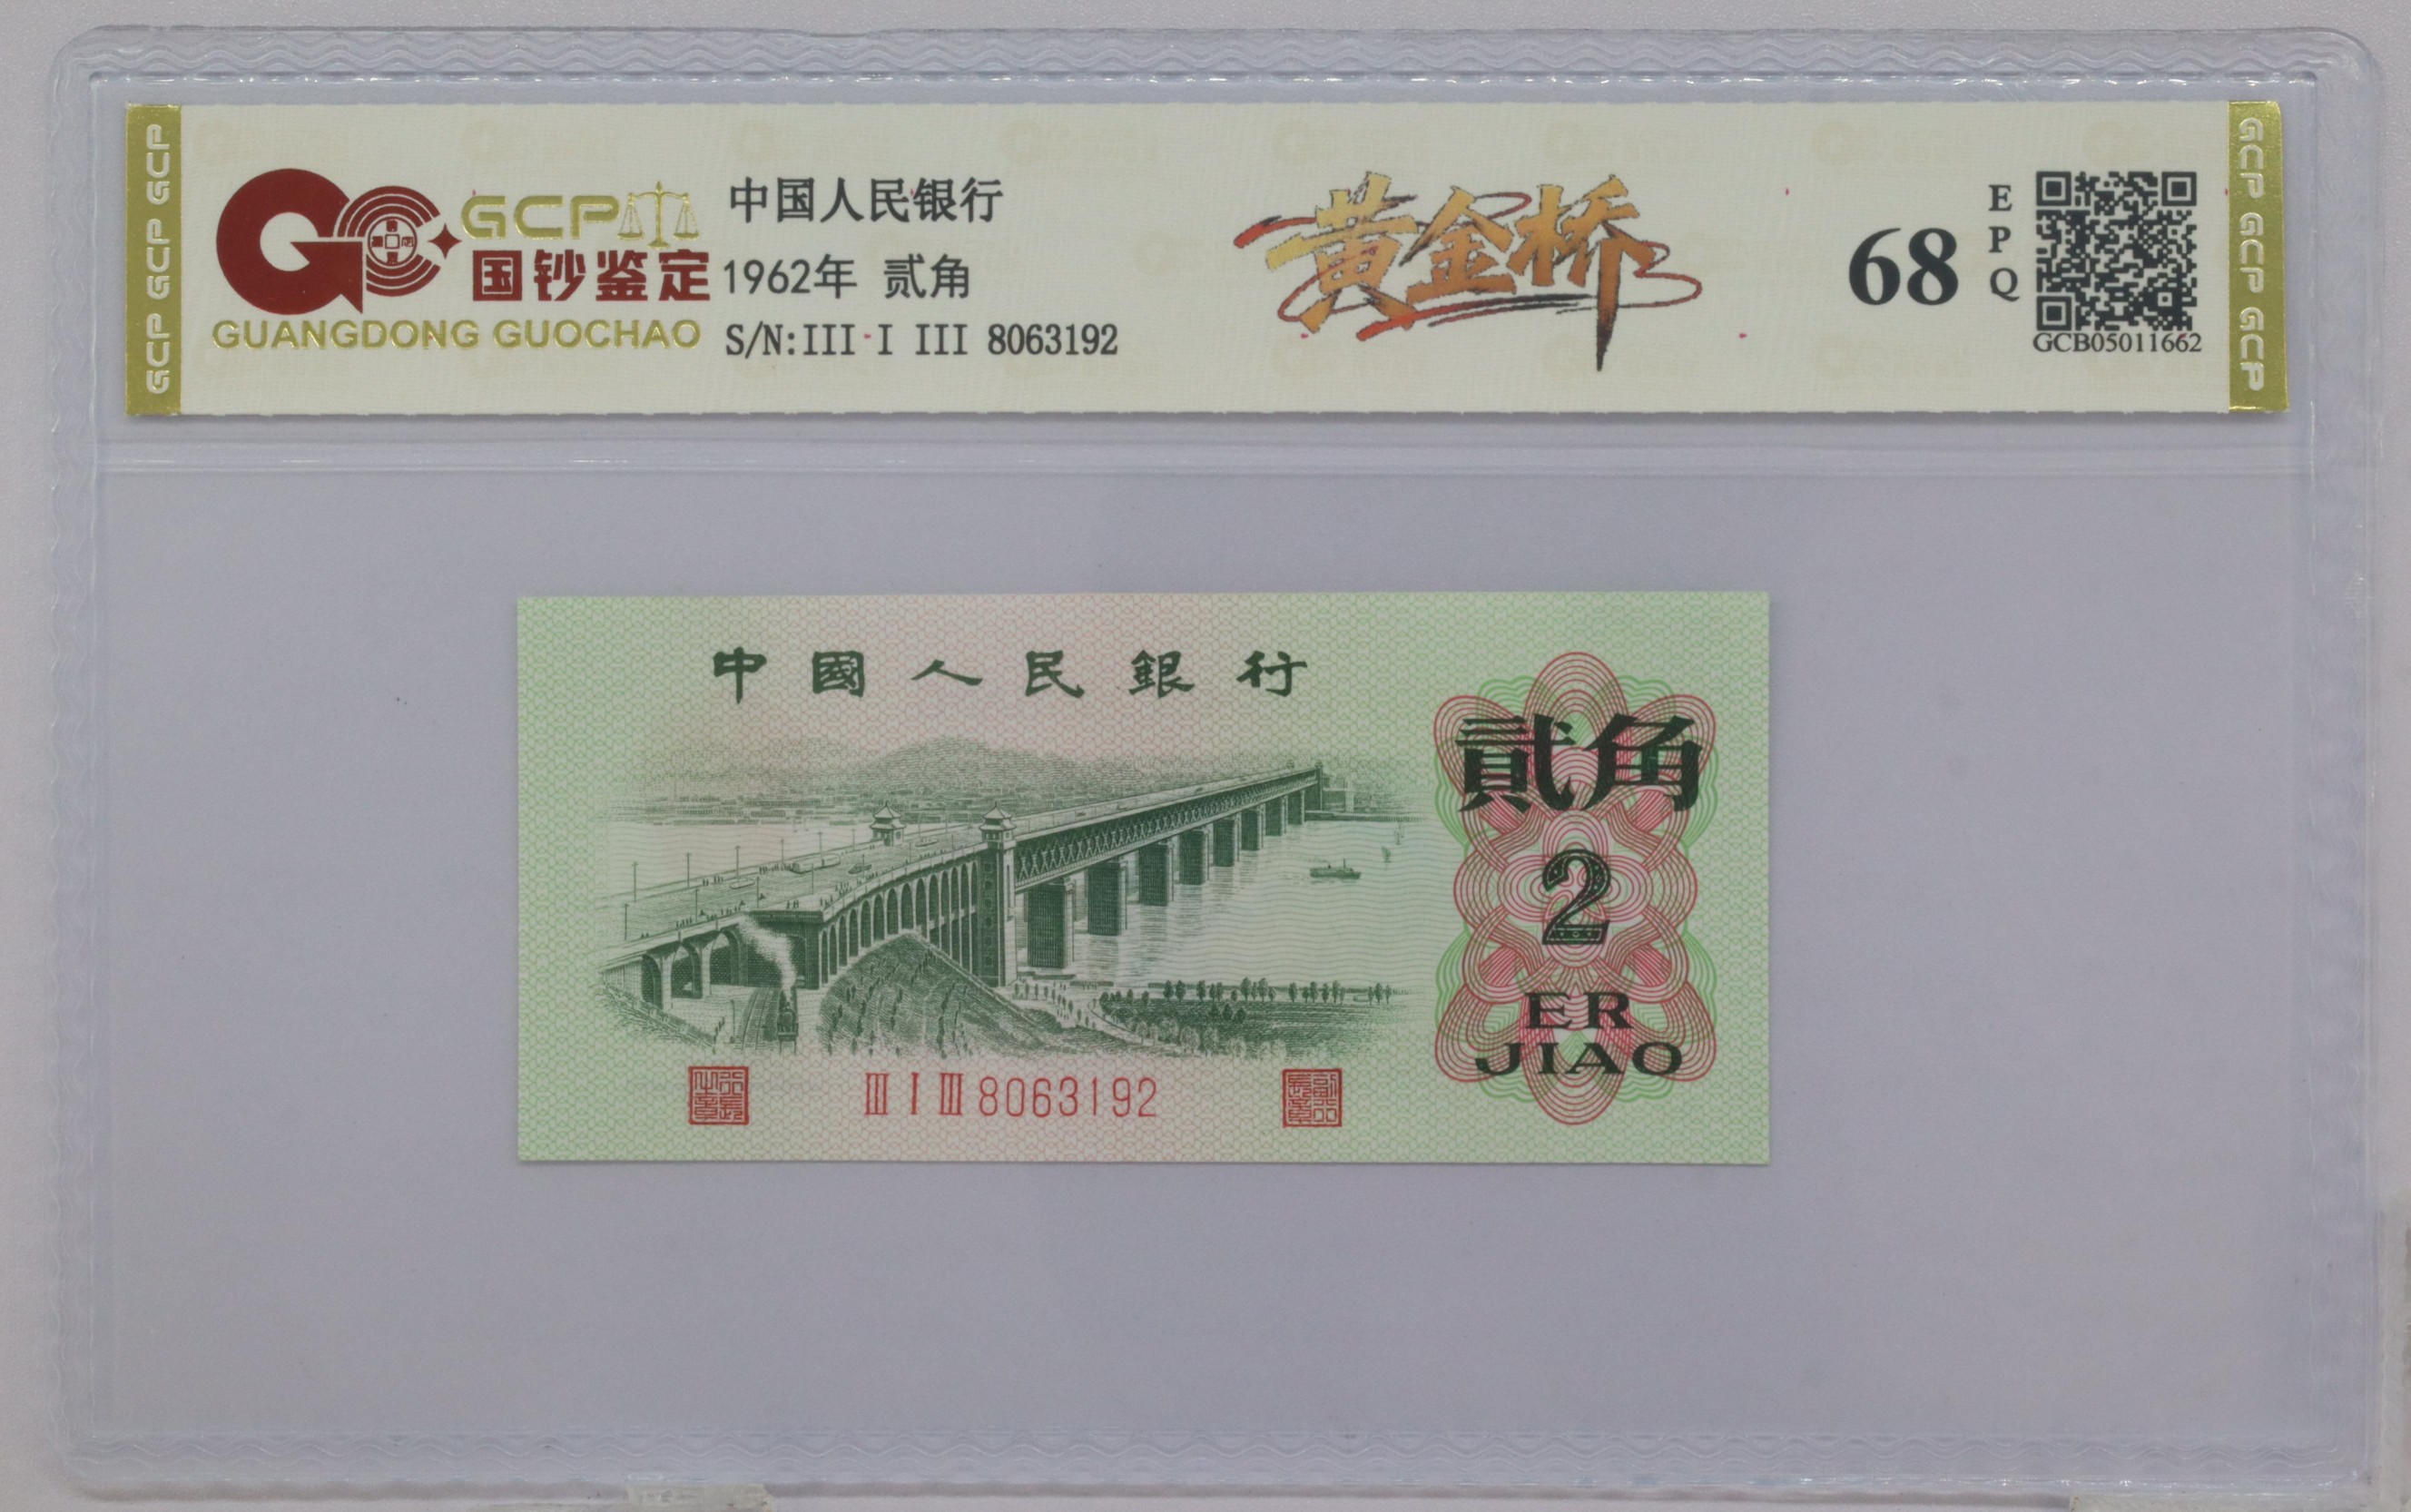 GCP GCP GCP
GCP
国钞鉴定
GUANGDONG GUOCHAO
中国人民银行
1962年 贰角
S/N:III I III 8063192
黄金桥
68
EPQ
GCB05011662
GCP GCP GCP
中國人民銀行
貳角
2
ER
JIAO
III I III 8063192